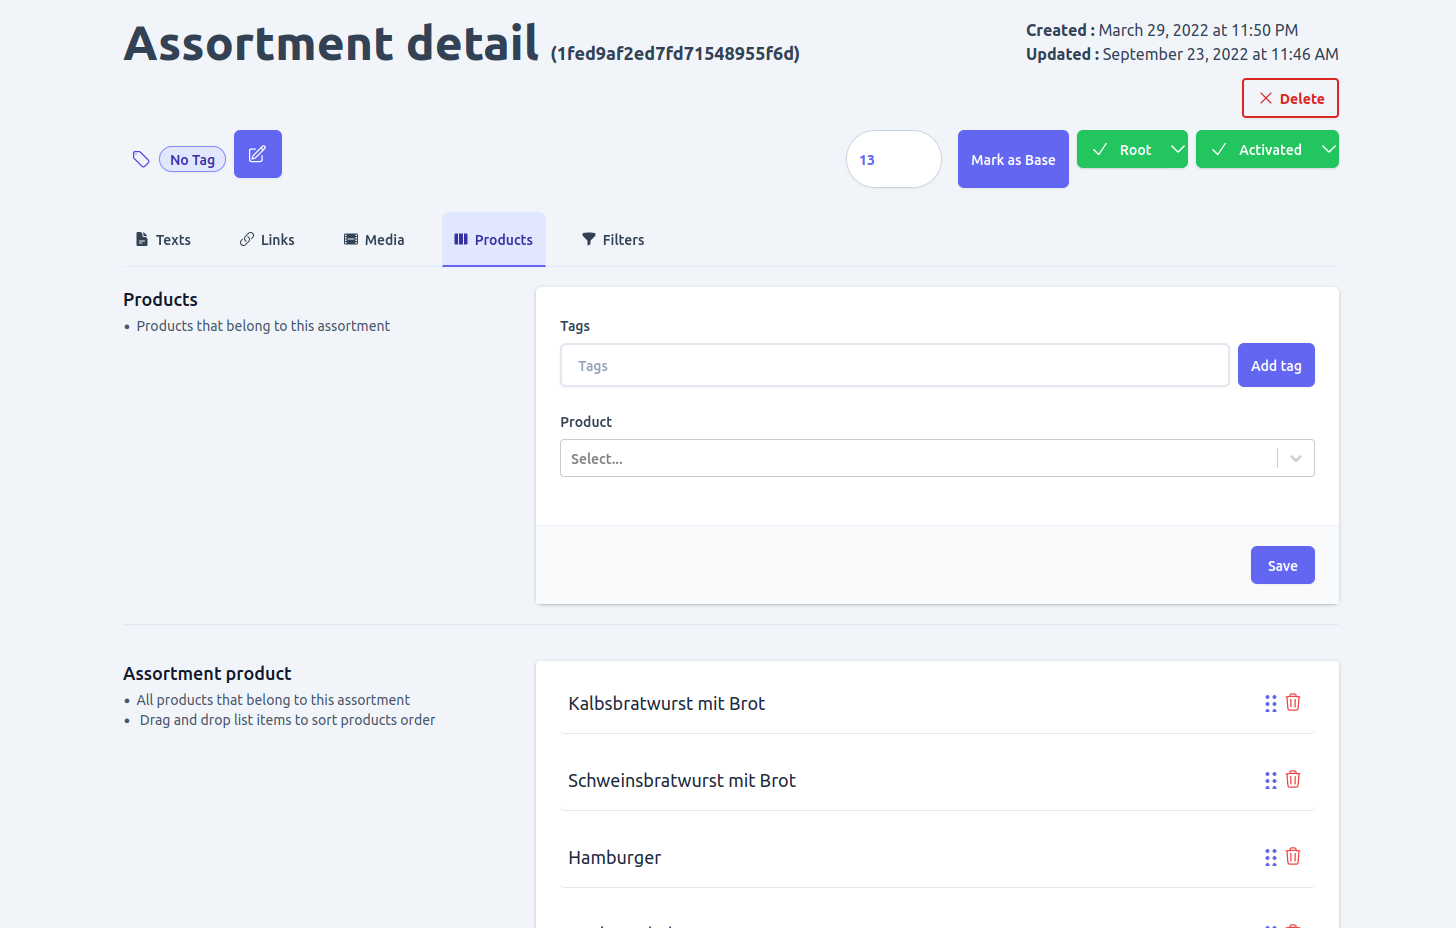 Assortment detail (1fed9af2ed7fd71548955f6d)
Created : March 29, 2022 at 11:50 PM
Updated : September 23, 2022 at 11:46 AM
Delete
No Tag
13
Mark as Base
Root
Activated
Texts
Links
Media
Products
Filters
Products
• Products that belong to this assortment
Tags
Tags
Add tag
Product
Select...
Save
Assortment product
• All products that belong to this assortment
• Drag and drop list items to sort products order
Kalbsbratwurst mit Brot
Schweinsbratwurst mit Brot
Hamburger